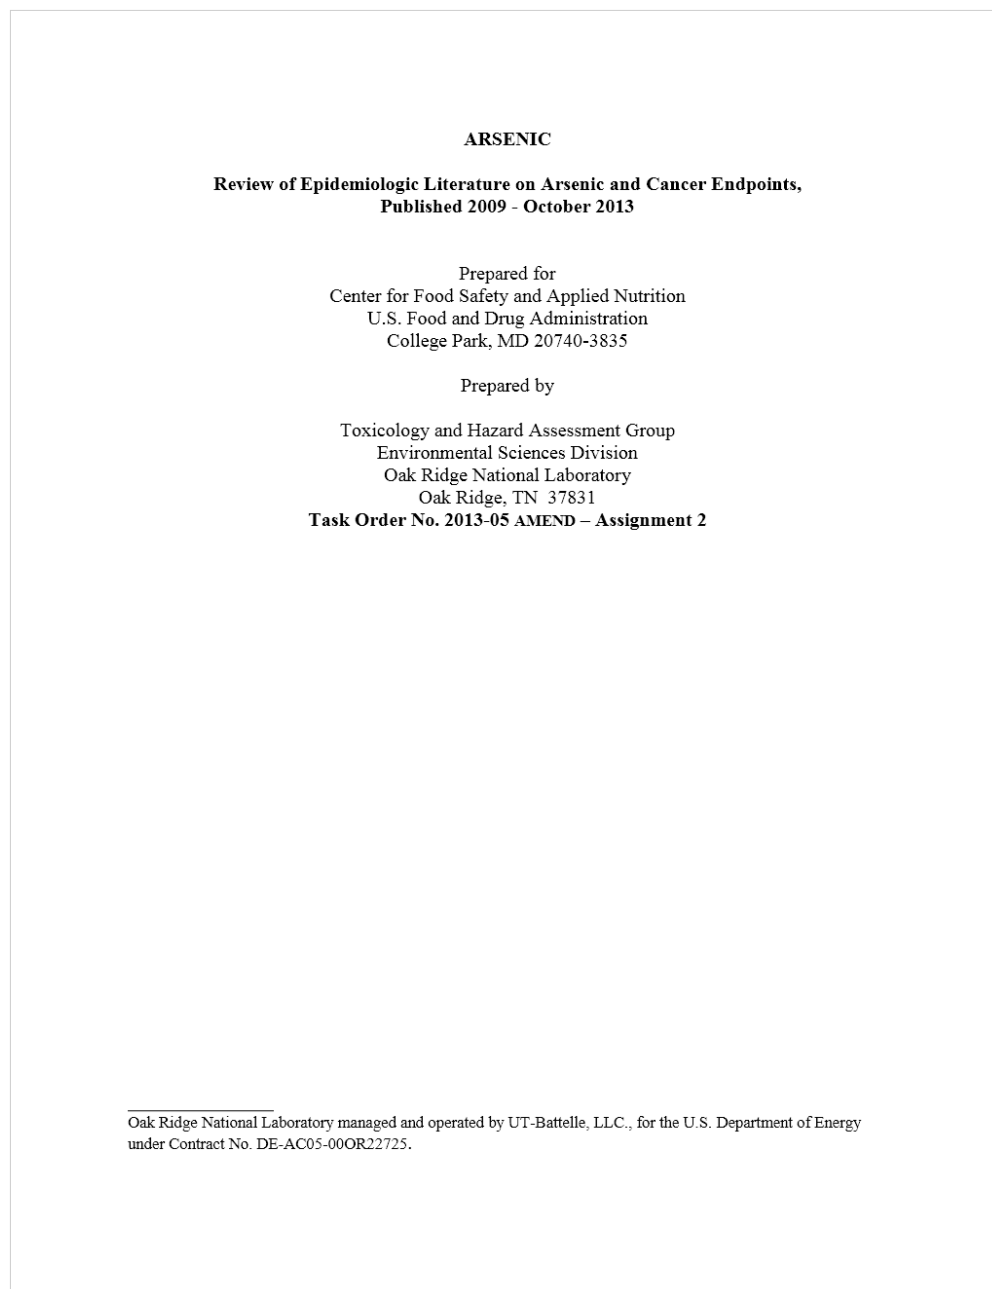 ARSENIC
Review of Epidemiologic Literature on Arsenic and Cancer Endpoints,
Published 2009 - October 2013
Prepared for
Center for Food Safety and Applied Nutrition
U.S. Food and Drug Administration
College Park, MD 20740-3835
Prepared by
Toxicology and Hazard Assessment Group
Environmental Sciences Division
Oak Ridge National Laboratory
Oak Ridge, TN  37831
Task Order No. 2013-05 AMEND – Assignment 2
Oak Ridge National Laboratory managed and operated by UT-Battelle, LLC., for the U.S. Department of Energy
under Contract No. DE-AC05-00OR22725.